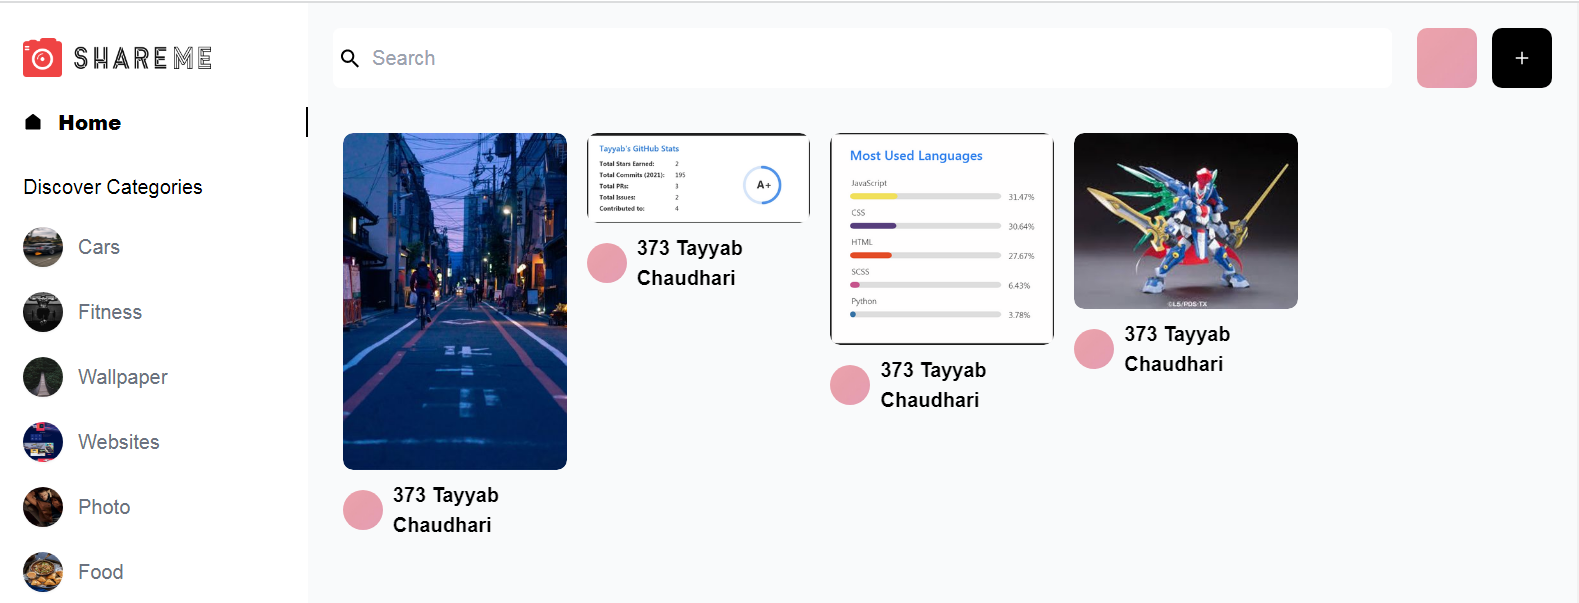 SHAREME
Search
+
Home
Discover Categories
Cars
Fitness
Wallpaper
Websites
Photo
Food
373 Tayyab
Chaudhari
Tayyab's GitHub Stats
Total Stars Earned: 2
Total Commits (2021): 195
Total PRs: 3
Total Issues: 2
Contributed to: 4
A+
373 Tayyab
Chaudhari
Most Used Languages
JavaScript
31.47%
CSS
30.64%
HTML
27.67%
SCSS
6.43%
Python
3.78%
373 Tayyab
Chaudhari
©L5/PDS·TX
373 Tayyab
Chaudhari